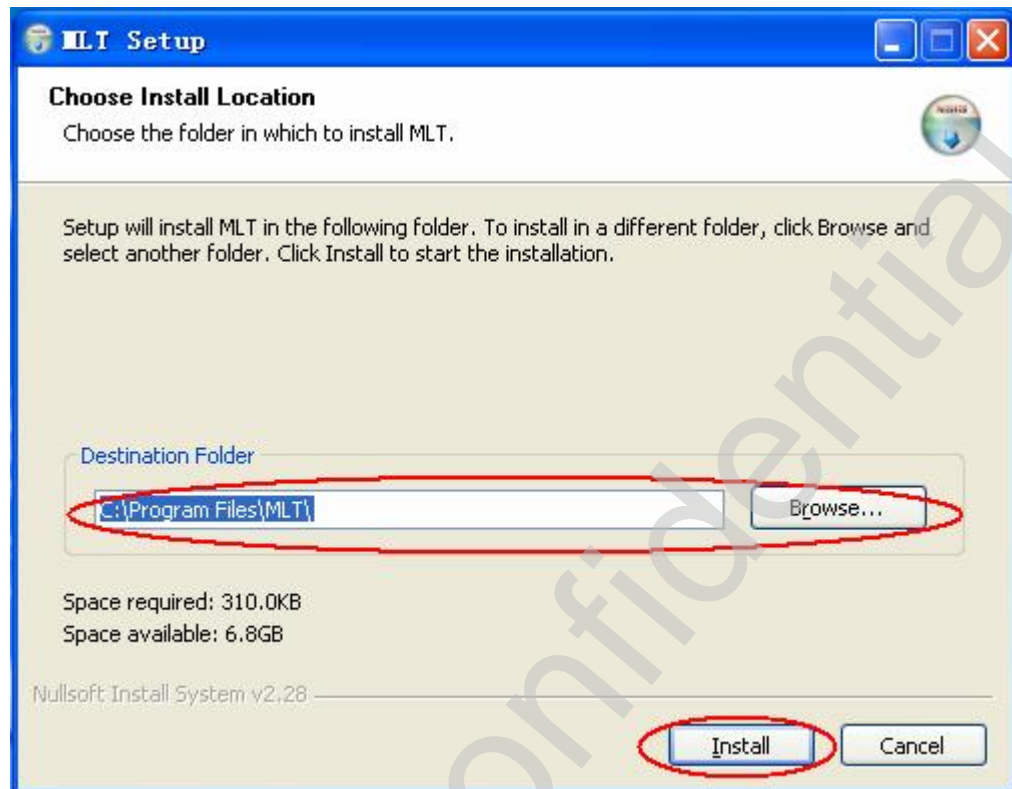 MLT Setup
Choose Install Location
Choose the folder in which to install MLT.
Setup will install MLT in the following folder. To install in a different folder, click Browse and
select another folder. Click Install to start the installation.
Destination Folder
C:\Program Files\MLT\
Browse...
Space required: 310.0KB
Space available: 6.8GB
Nullsoft Install System v2.28
Install
Cancel
onfidential